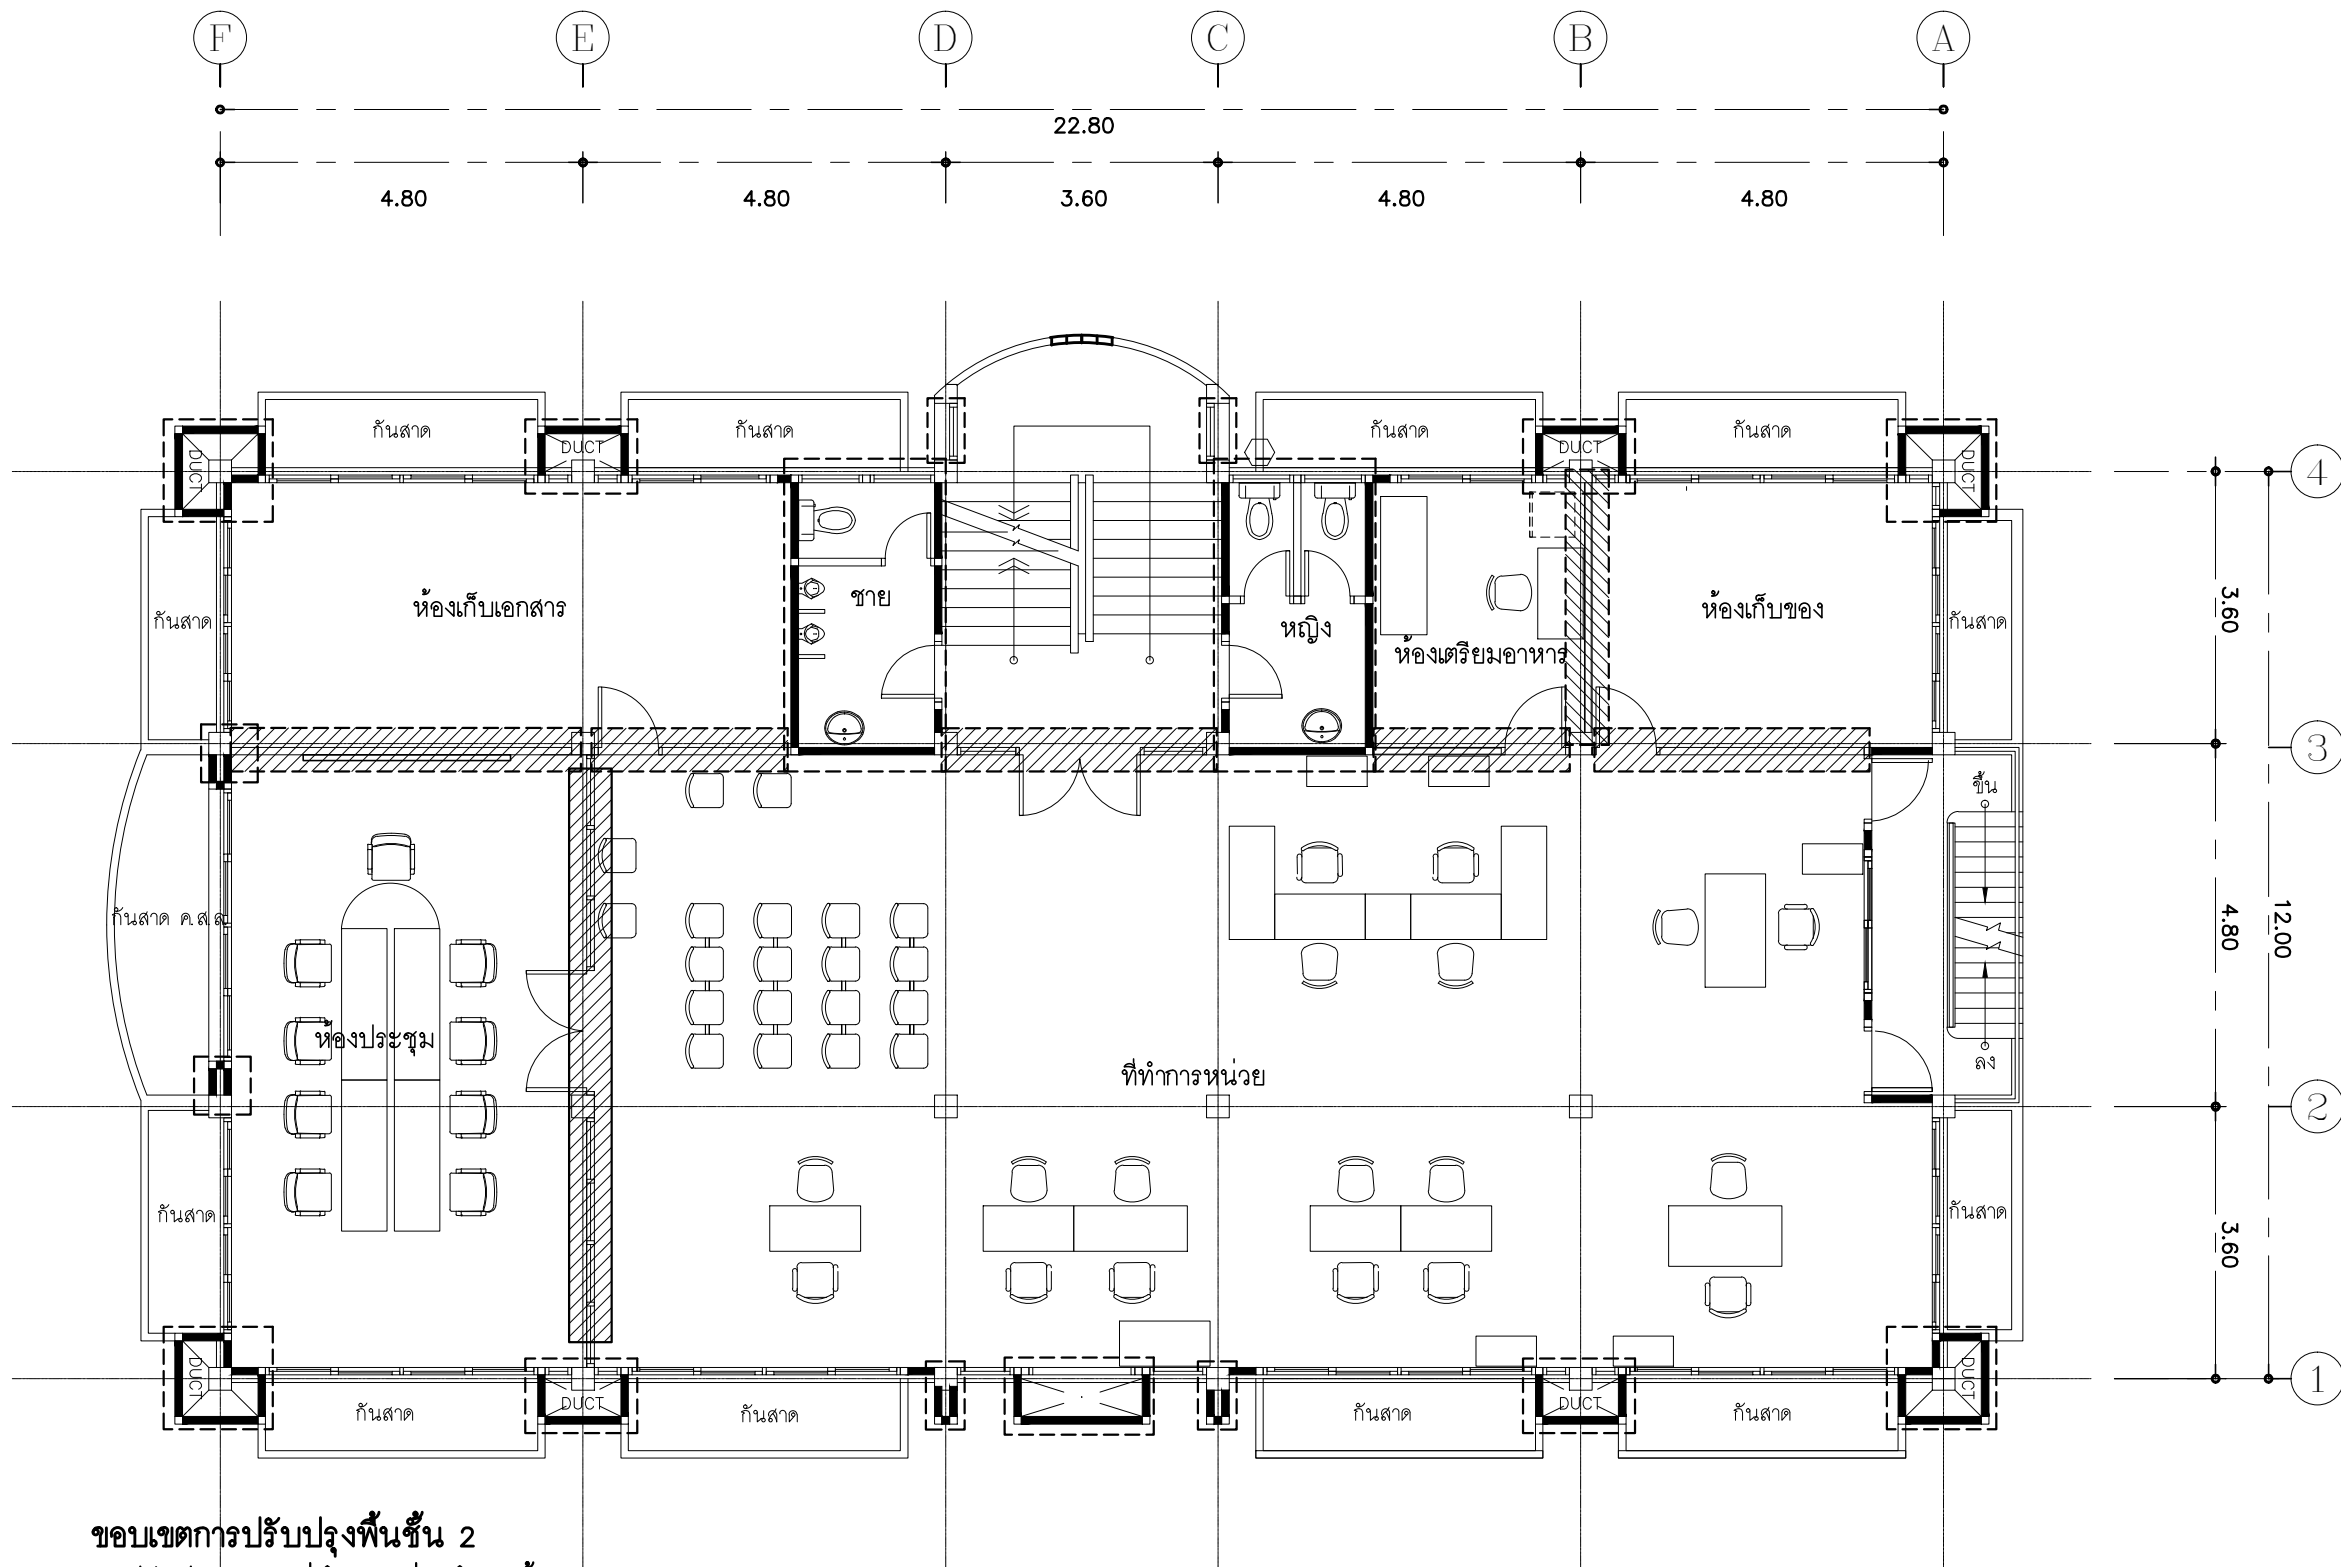 F E D C B A
22.80
4.80 4.80 3.60 4.80 4.80
กันสาด กันสาด กันสาด กันสาด
DUCT DUCT DUCT DUCT
4
กันสาด ห้องเก็บเอกสาร ชาย หญิง ห้องเตรียมอาหาร ห้องเก็บของ กันสาด
3.60
3
ขึ้น
กันสาด ค.ส.ล
4.80
12.00
ห้องประชุม
ที่ทำการหน่วย
ลง
2
กันสาด กันสาด
3.60
DUCT DUCT DUCT DUCT
1
กันสาด กันสาด กันสาด กันสาด
ขอบเขตการปรับปรุงพื้นชั้น 2